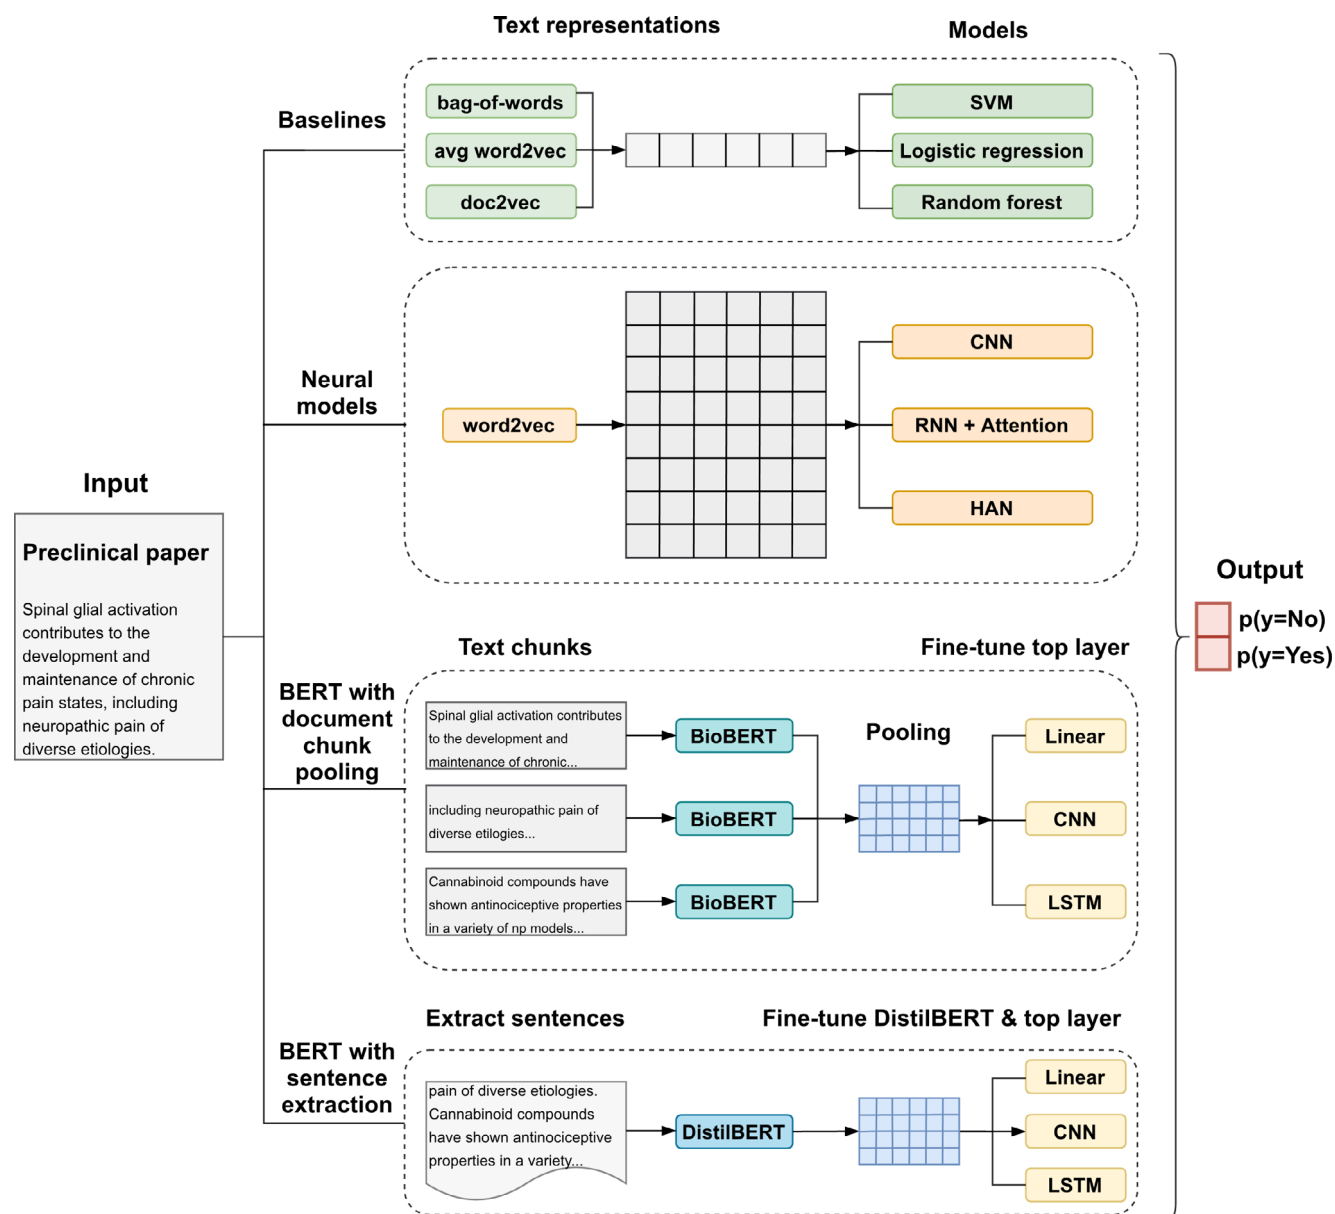 Text representations
Models
Baselines
bag-of-words
avg word2vec
doc2vec
SVM
Logistic regression
Random forest
Neural
models
word2vec
CNN
RNN + Attention
HAN
Input
Preclinical paper
Spinal glial activation
contributes to the
development and
maintenance of chronic
pain states, including
neuropathic pain of
diverse etiologies.
Output
p(y=No)
p(y=Yes)
BERT with
document
chunk
pooling
Text chunks
Fine-tune top layer
Spinal glial activation contributes
to the development and
maintenance of chronic...
including neuropathic pain of
diverse etilogies...
Cannabinoid compounds have
shown antinociceptive properties
in a variety of np models...
BioBERT
BioBERT
BioBERT
Pooling
Linear
CNN
LSTM
BERT with
sentence
extraction
Extract sentences
Fine-tune DistilBERT & top layer
pain of diverse etiologies.
Cannabinoid compounds
have shown antinociceptive
properties in a variety...
DistilBERT
Linear
CNN
LSTM